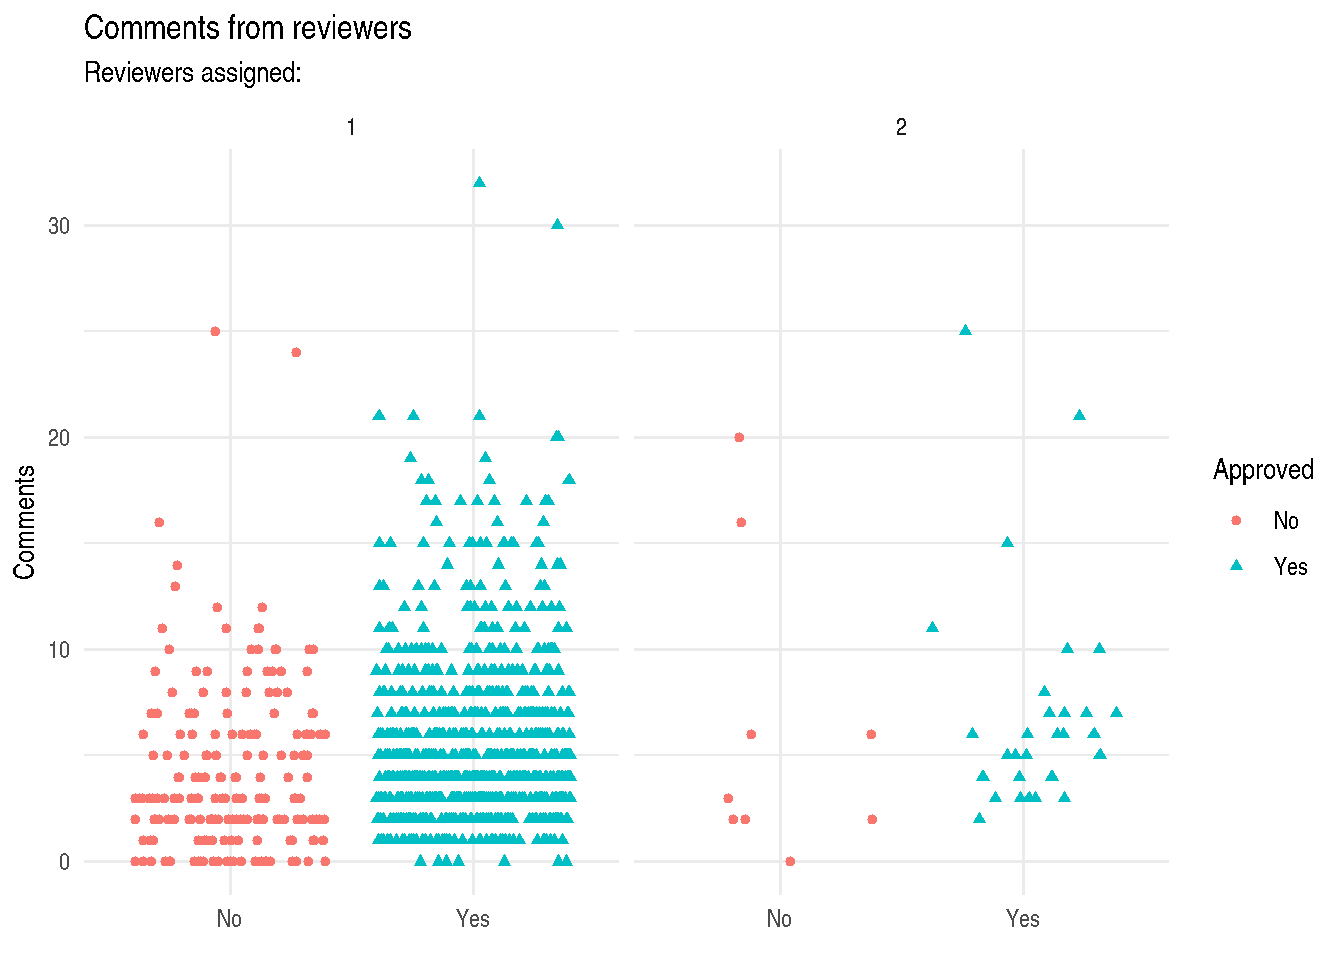 Comments from reviewers
Reviewers assigned:
1
2
Comments
30
20
10
0
No
Yes
No
Yes
Approved
No
Yes